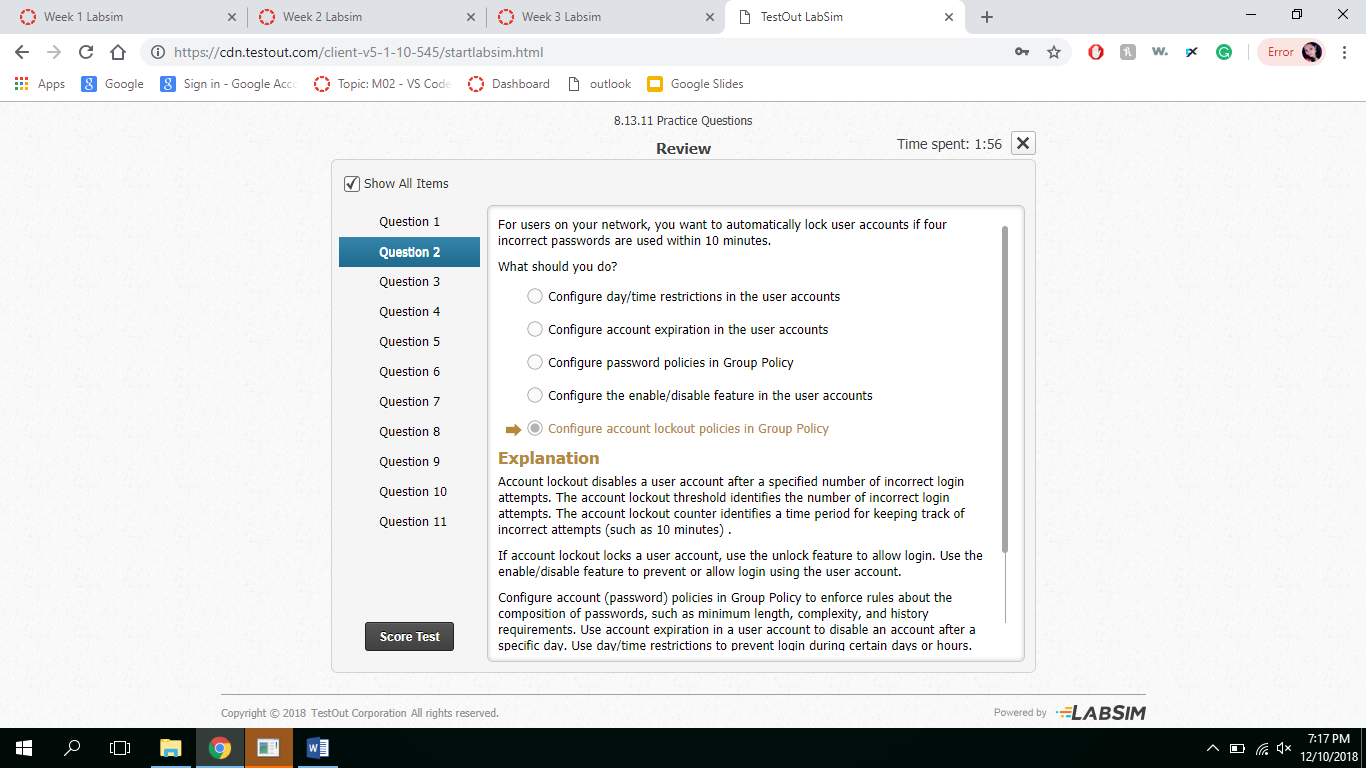 Week 1 Labsim
Week 2 Labsim
Week 3 Labsim
TestOut LabSim
https://cdn.testout.com/client-v5-1-10-545/startlabsim.html
Error
Apps
Google
Sign in - Google Acco
Topic: M02 - VS Code
Dashboard
outlook
Google Slides
8.13.11 Practice Questions
Review
Time spent: 1:56
Show All Items
Question 1
Question 2
Question 3
Question 4
Question 5
Question 6
Question 7
Question 8
Question 9
Question 10
Question 11
Score Test
For users on your network, you want to automatically lock user accounts if four
incorrect passwords are used within 10 minutes.
What should you do?
Configure day/time restrictions in the user accounts
Configure account expiration in the user accounts
Configure password policies in Group Policy
Configure the enable/disable feature in the user accounts
Configure account lockout policies in Group Policy
Explanation
Account lockout disables a user account after a specified number of incorrect login
attempts. The account lockout threshold identifies the number of incorrect login
attempts. The account lockout counter identifies a time period for keeping track of
incorrect attempts (such as 10 minutes) .
If account lockout locks a user account, use the unlock feature to allow login. Use the
enable/disable feature to prevent or allow login using the user account.
Configure account (password) policies in Group Policy to enforce rules about the
composition of passwords, such as minimum length, complexity, and history
requirements. Use account expiration in a user account to disable an account after a
specific day. Use day/time restrictions to prevent login during certain days or hours.
Copyright © 2018 TestOut Corporation All rights reserved.
Powered by LABSIM
7:17 PM
12/10/2018